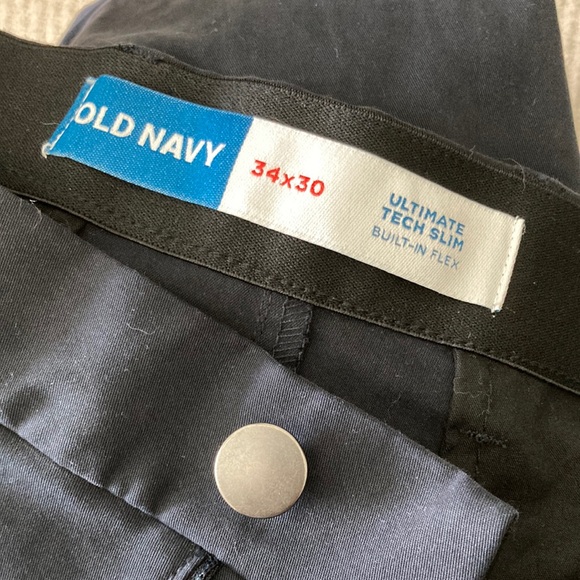 OLD NAVY
34x30
ULTIMATE
TECH SLIM
BUILT-IN FLEX